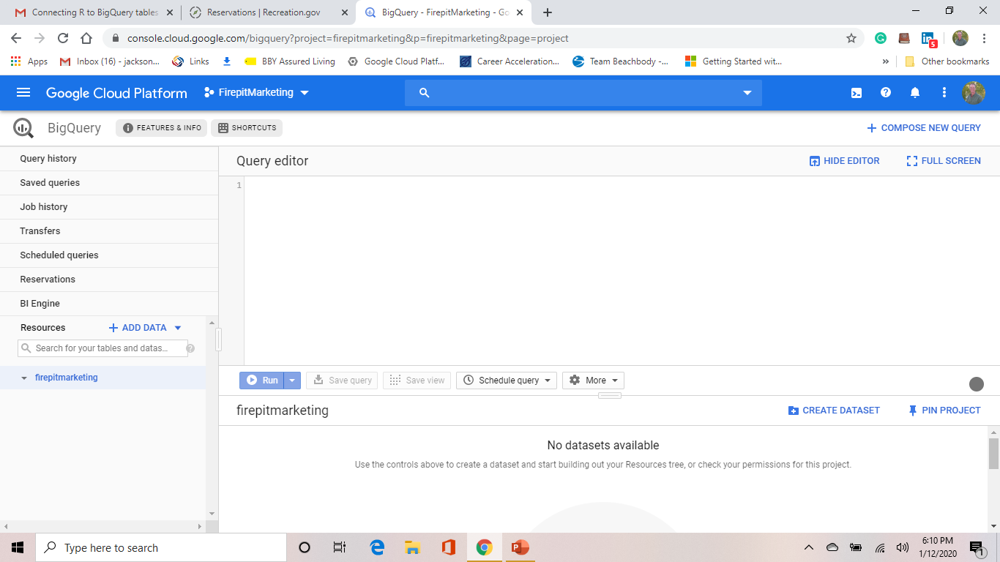 Connecting R to BigQuery tables
Reservations | Recreation.gov
BigQuery - FirepitMarketing - Go
console.cloud.google.com/bigquery?project=firepitmarketing&p=firepitmarketing&page=project
5
Apps
Inbox (16) - jackson...
Links
BBY Assured Living
Google Cloud Platf...
Career Acceleration...
Team Beachbody -...
Getting Started wit...
»
Other bookmarks
Google Cloud Platform
FirepitMarketing
BigQuery
FEATURES & INFO
SHORTCUTS
COMPOSE NEW QUERY
Query history
Saved queries
Job history
Transfers
Scheduled queries
Reservations
BI Engine
Resources
ADD DATA
Search for your tables and datas...
firepitmarketing
Query editor
HIDE EDITOR
FULL SCREEN
1
Run
Save query
Save view
Schedule query
More
firepitmarketing
CREATE DATASET
PIN PROJECT
No datasets available
Use the controls above to create a dataset and start building out your Resources tree, or check your permissions for this project.
Type here to search
6:10 PM
1/12/2020
1